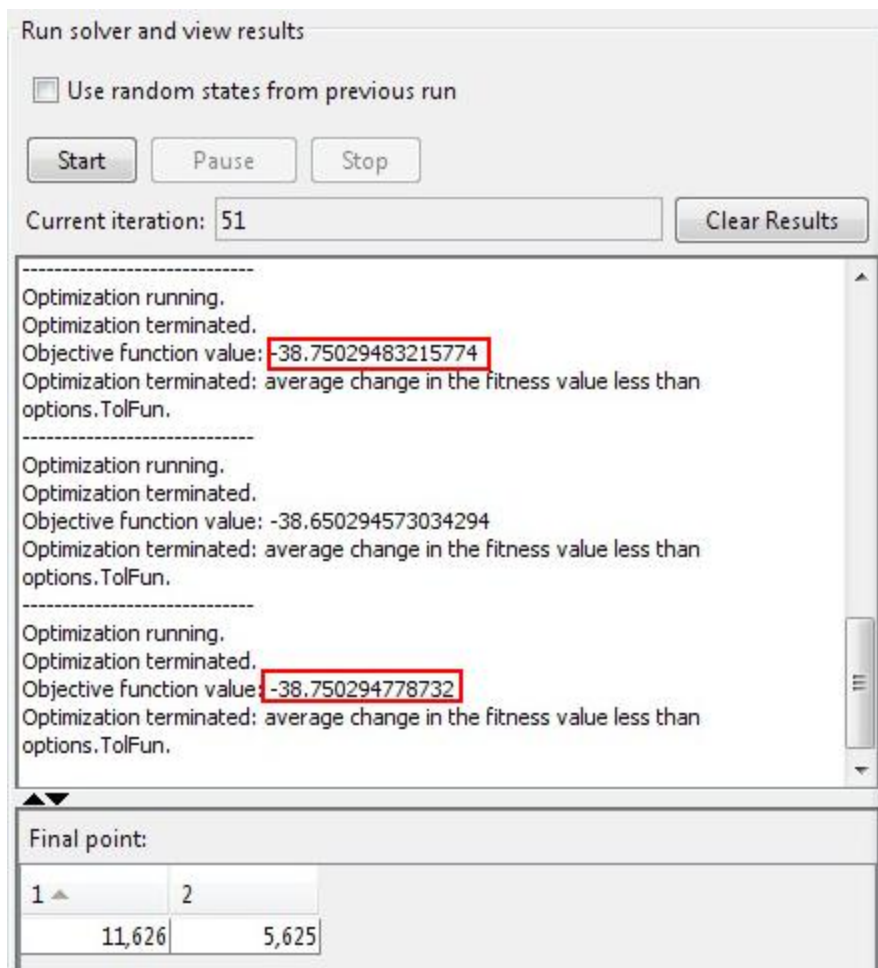 Run solver and view results
Use random states from previous run
Start Pause Stop
Current iteration: 51 Clear Results
-----------------------------
Optimization running.
Optimization terminated.
Objective function value: -38.75029483215774
Optimization terminated: average change in the fitness value less than
options.TolFun.
-----------------------------
Optimization running.
Optimization terminated.
Objective function value: -38.650294573034294
Optimization terminated: average change in the fitness value less than
options.TolFun.
-----------------------------
Optimization running.
Optimization terminated.
Objective function value: -38.750294778732
Optimization terminated: average change in the fitness value less than
options.TolFun.
Final point:
1 2
11,626 5,625